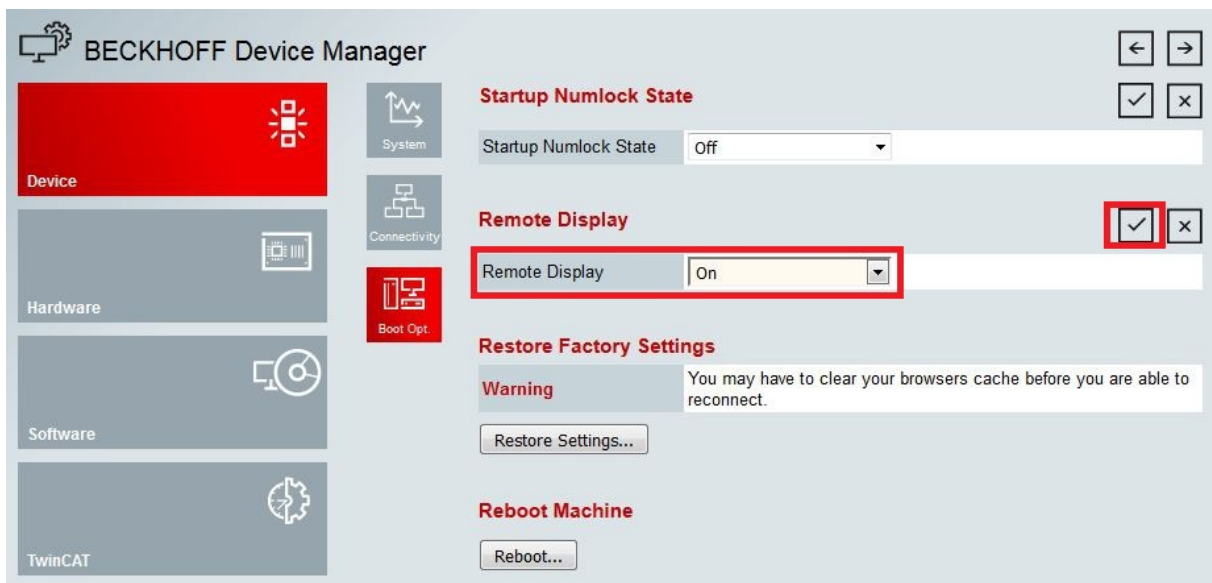 BECKHOFF Device Manager
Device
Hardware
Software
TwinCAT
System
Connectivity
Boot Opt.
Startup Numlock State
Startup Numlock State Off
Remote Display
Remote Display On
Restore Factory Settings
Warning You may have to clear your browsers cache before you are able to
reconnect.
Restore Settings...
Reboot Machine
Reboot...